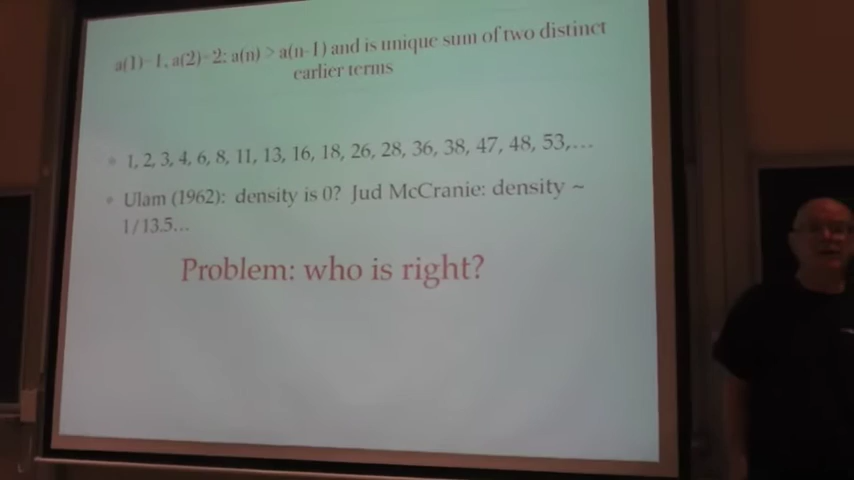 a(1)=1, a(2)=2; a(n) > a(n-1) and is unique sum of two distinct
earlier terms
1, 2, 3, 4, 6, 8, 11, 13, 16, 18, 26, 28, 36, 38, 47, 48, 53,...
Ulam (1962): density is 0? Jud McCranie: density ~
1/13.5...
Problem: who is right?